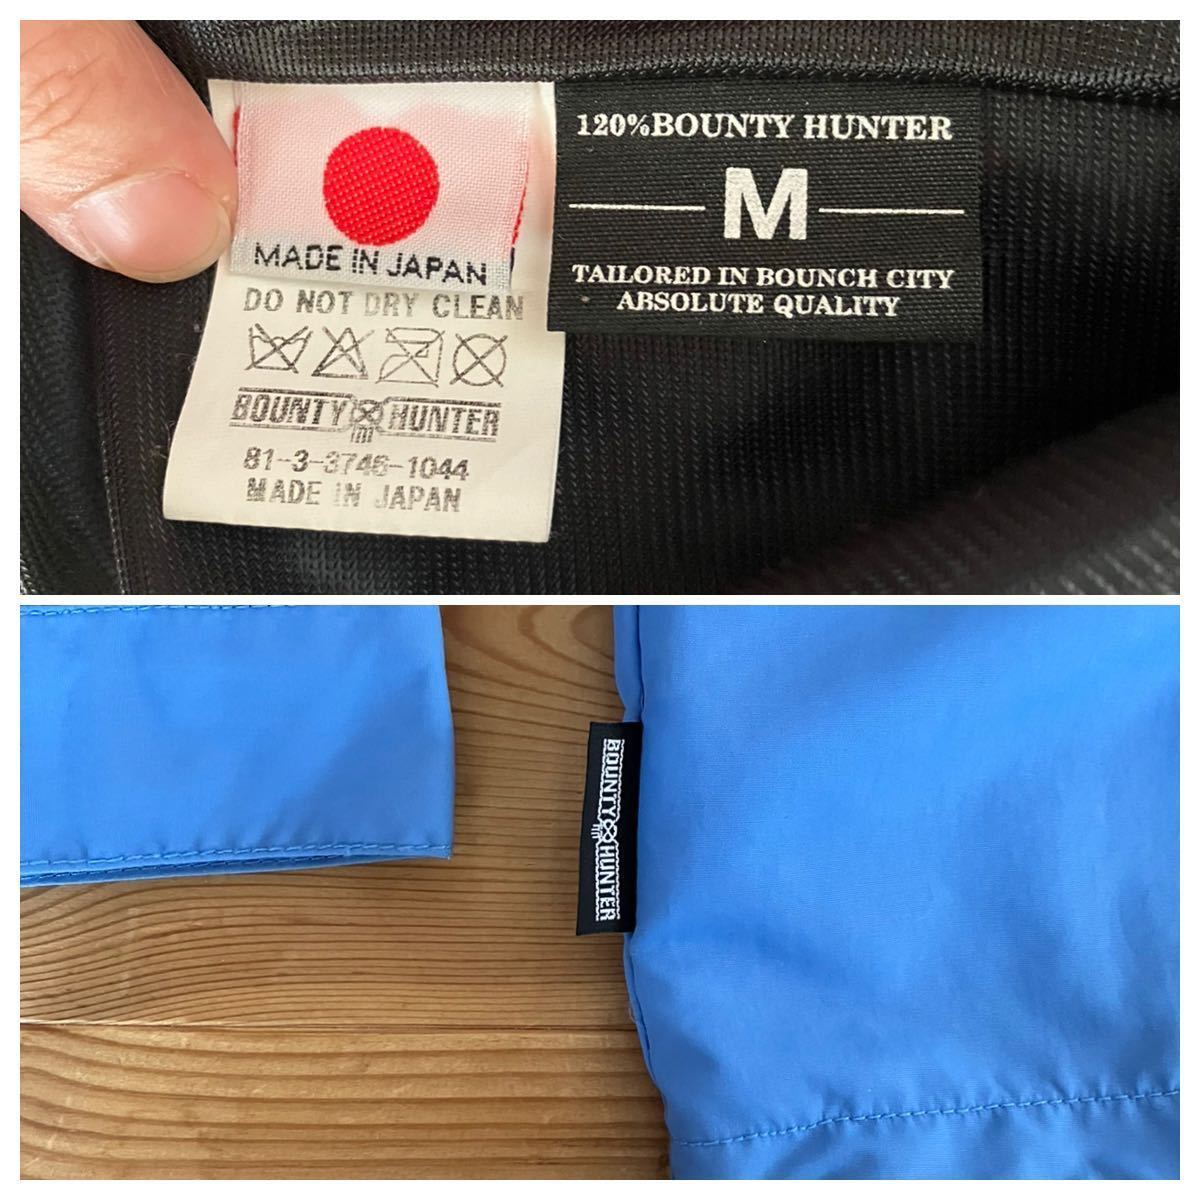 MADE IN JAPAN
DO NOT DRY CLEAN
BOUNTY HUNTER
81-3-3746-1044
MADE IN JAPAN
120%BOUNTY HUNTER
M
TAILORED IN BOUNCH CITY
ABSOLUTE QUALITY
BOUNTY HUNTER